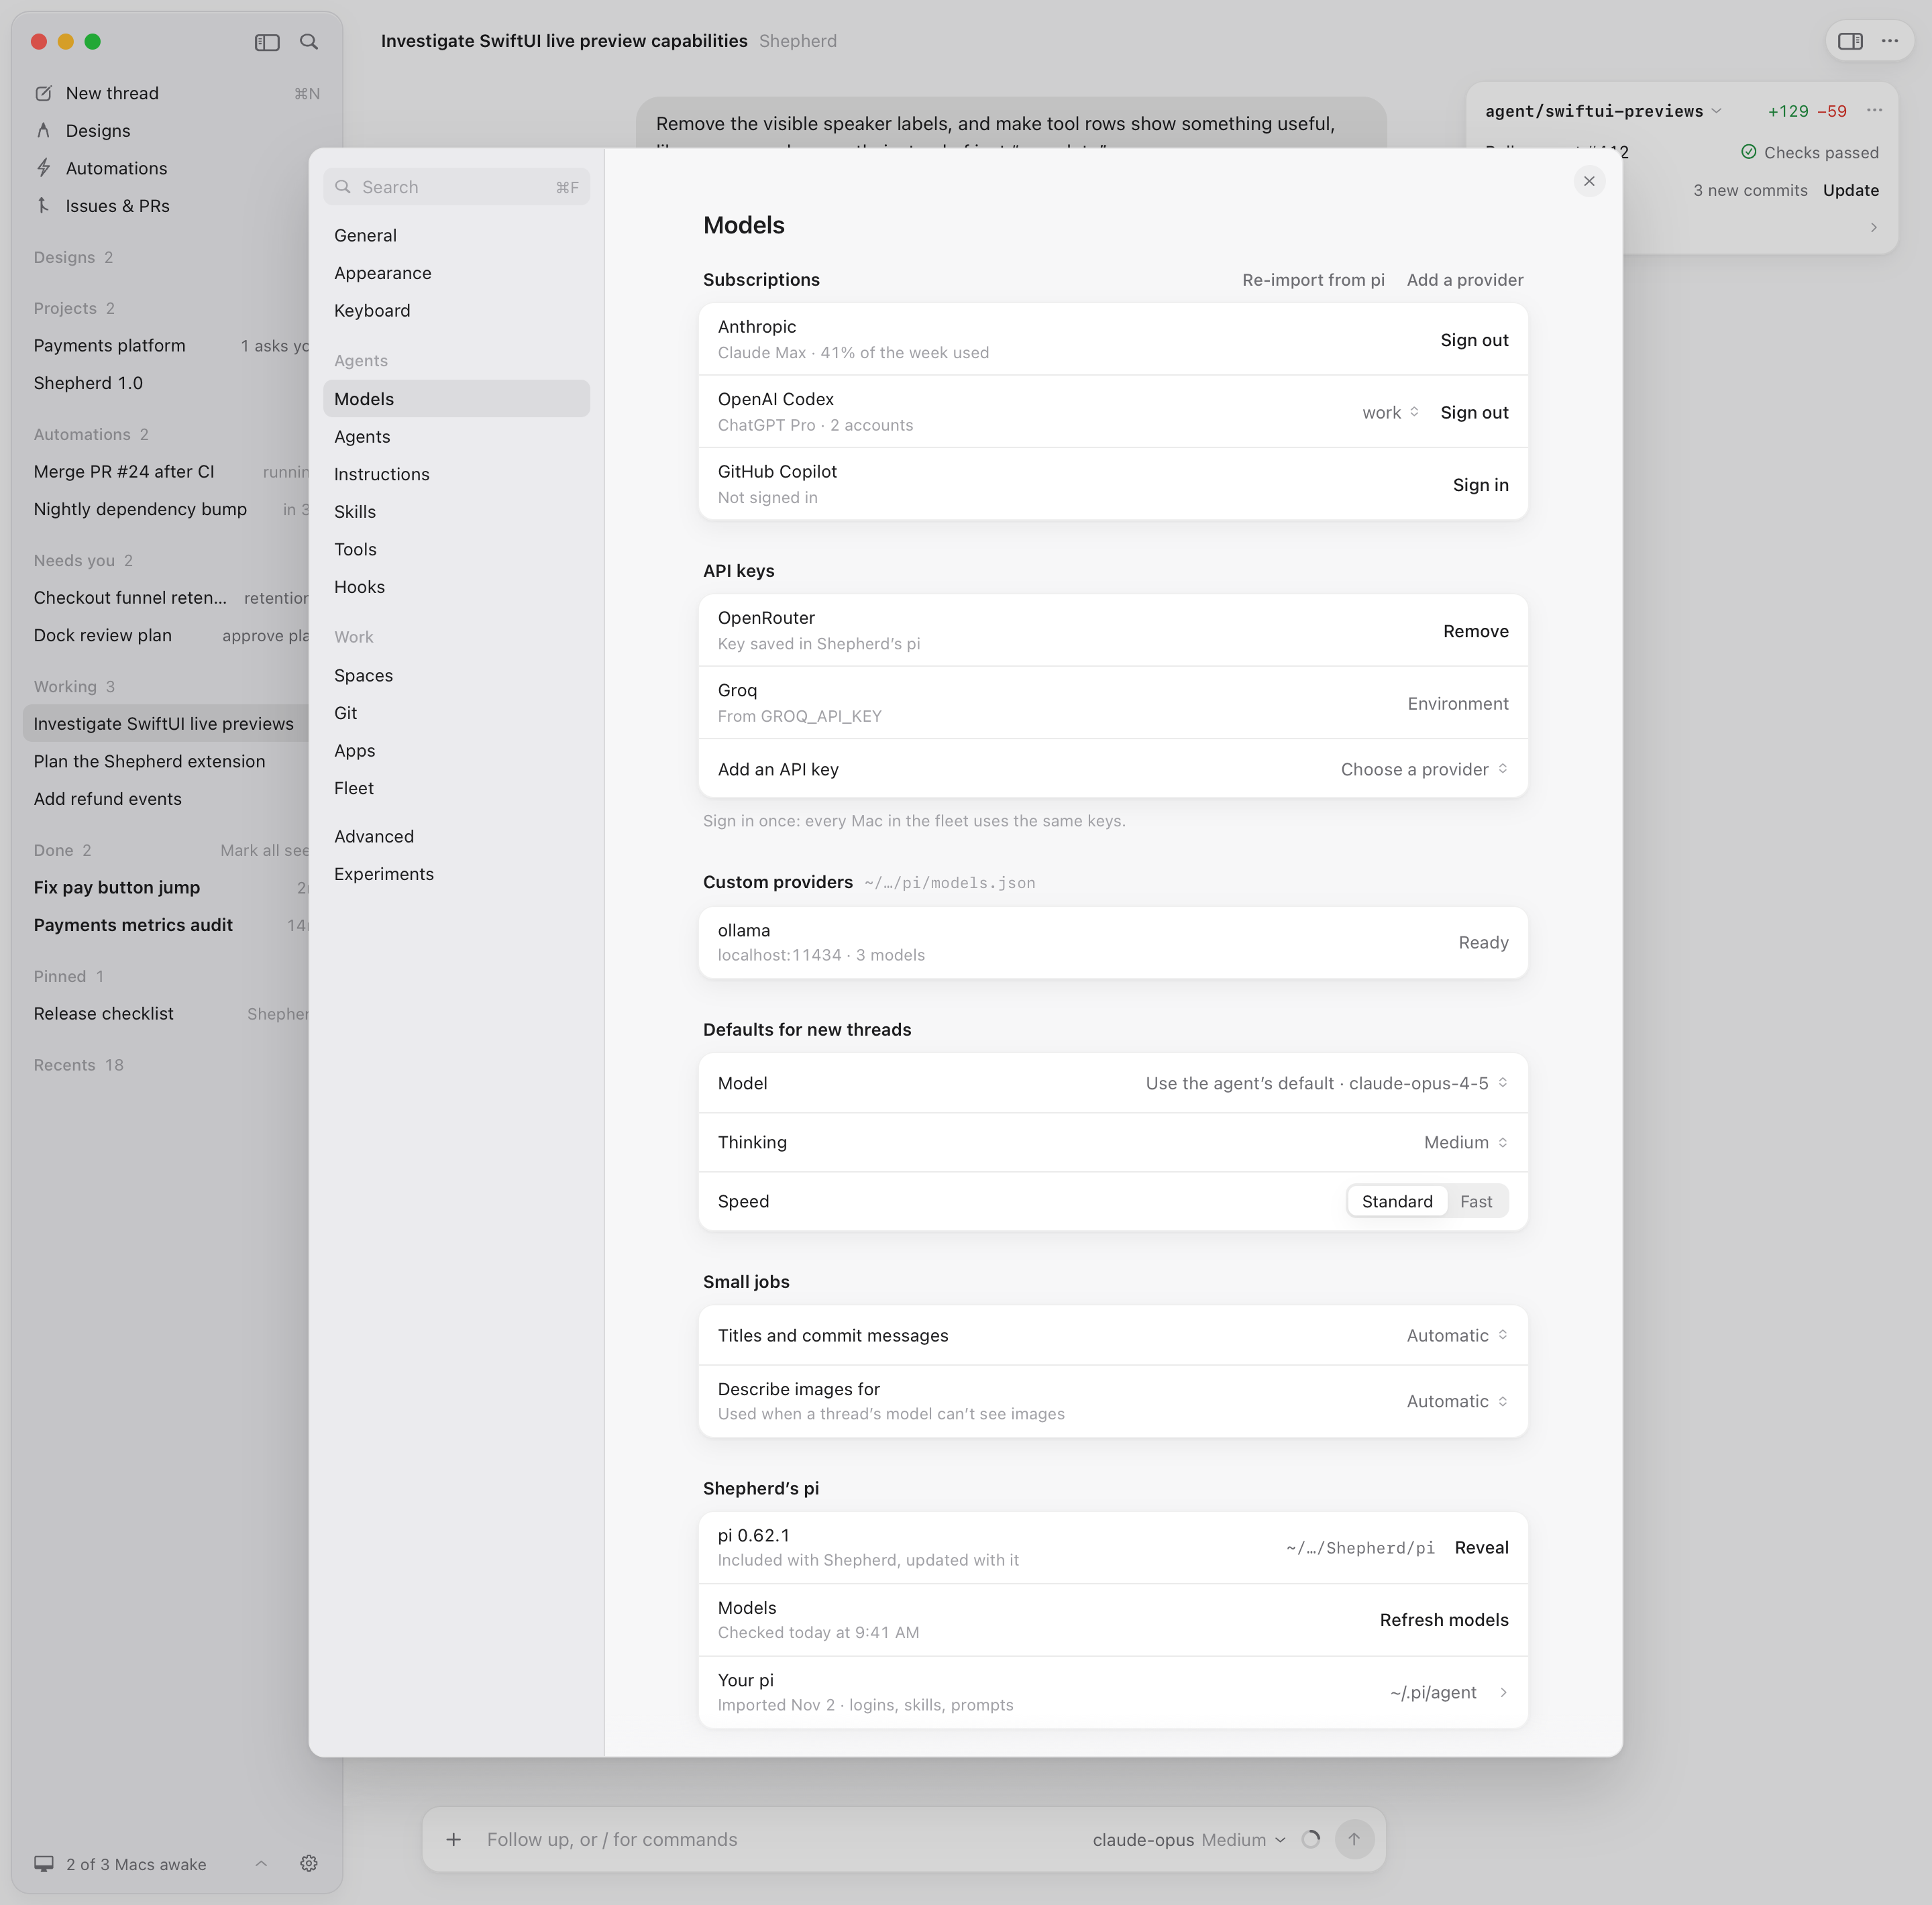 Investigate SwiftUI live preview capabilities Shepherd
New thread ⌘N
Designs
Automations
Issues & PRs
Designs 2
Projects 2
Payments platform 1 asks
Shepherd 1.0
Automations 2
Merge PR #24 after CI
Nightly dependency bump in
Needs you 2
Checkout funnel reten...
Dock review plan approve
Working 3
Investigate SwiftUI live previews
Plan the Shepherd extension
Add refund events
Done 2 Mark all
Fix pay button jump
Payments metrics audit
Pinned 1
Release checklist
Recents 18
2 of 3 Macs awake
Remove the visible speaker labels, and make tool rows show something useful,
agent/swiftui-previews +129 −59
Checks passed
3 new commits Update
Search ⌘F
General
Appearance
Keyboard
Agents
Models
Agents
Instructions
Skills
Tools
Hooks
Work
Spaces
Git
Apps
Fleet
Advanced
Experiments
Models
Subscriptions Re-import from pi Add a provider
Anthropic
Claude Max · 41% of the week used
Sign out
OpenAI Codex
ChatGPT Pro · 2 accounts
work Sign out
GitHub Copilot
Not signed in
Sign in
API keys
OpenRouter
Key saved in Shepherd’s pi
Remove
Groq
From GROQ_API_KEY
Environment
Add an API key Choose a provider
Sign in once: every Mac in the fleet uses the same keys.
Custom providers ~/…/pi/models.json
ollama
localhost:11434 · 3 models
Ready
Defaults for new threads
Model Use the agent’s default · claude-opus-4-5
Thinking Medium
Speed Standard Fast
Small jobs
Titles and commit messages Automatic
Describe images for
Used when a thread’s model can’t see images
Automatic
Shepherd’s pi
pi 0.62.1
Included with Shepherd, updated with it
~/…/Shepherd/pi Reveal
Models
Checked today at 9:41 AM
Refresh models
Your pi
Imported Nov 2 · logins, skills, prompts
~/.pi/agent
Follow up, or / for commands claude-opus Medium